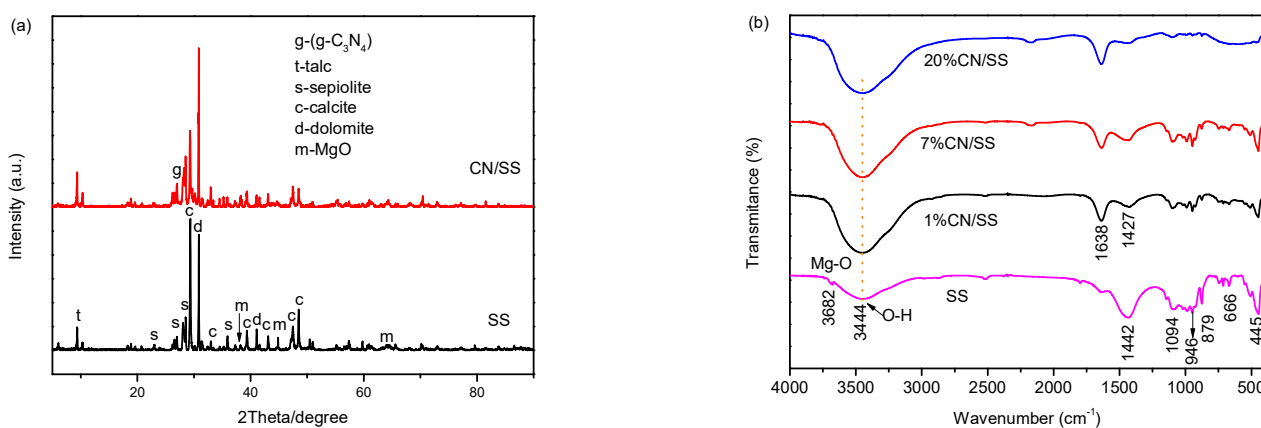 (a)
g-(g-C₃N₄)
t-talc
s-sepiolite
c-calcite
d-dolomite
m-MgO
CN/SS
g
c
d
t
s
s
s
c
s
m
c
d
c
m
c
c
m
SS
Intensity (a.u.)
20 40 60 80
2Theta/degree
(b)
20%CN/SS
7%CN/SS
1%CN/SS
1638
1427
Mg-O
3682
3444
O-H
SS
1442
1094
946
879
666
445
Transmitance (%)
4000 3500 3000 2500 2000 1500 1000 500
Wavenumber (cm⁻¹)